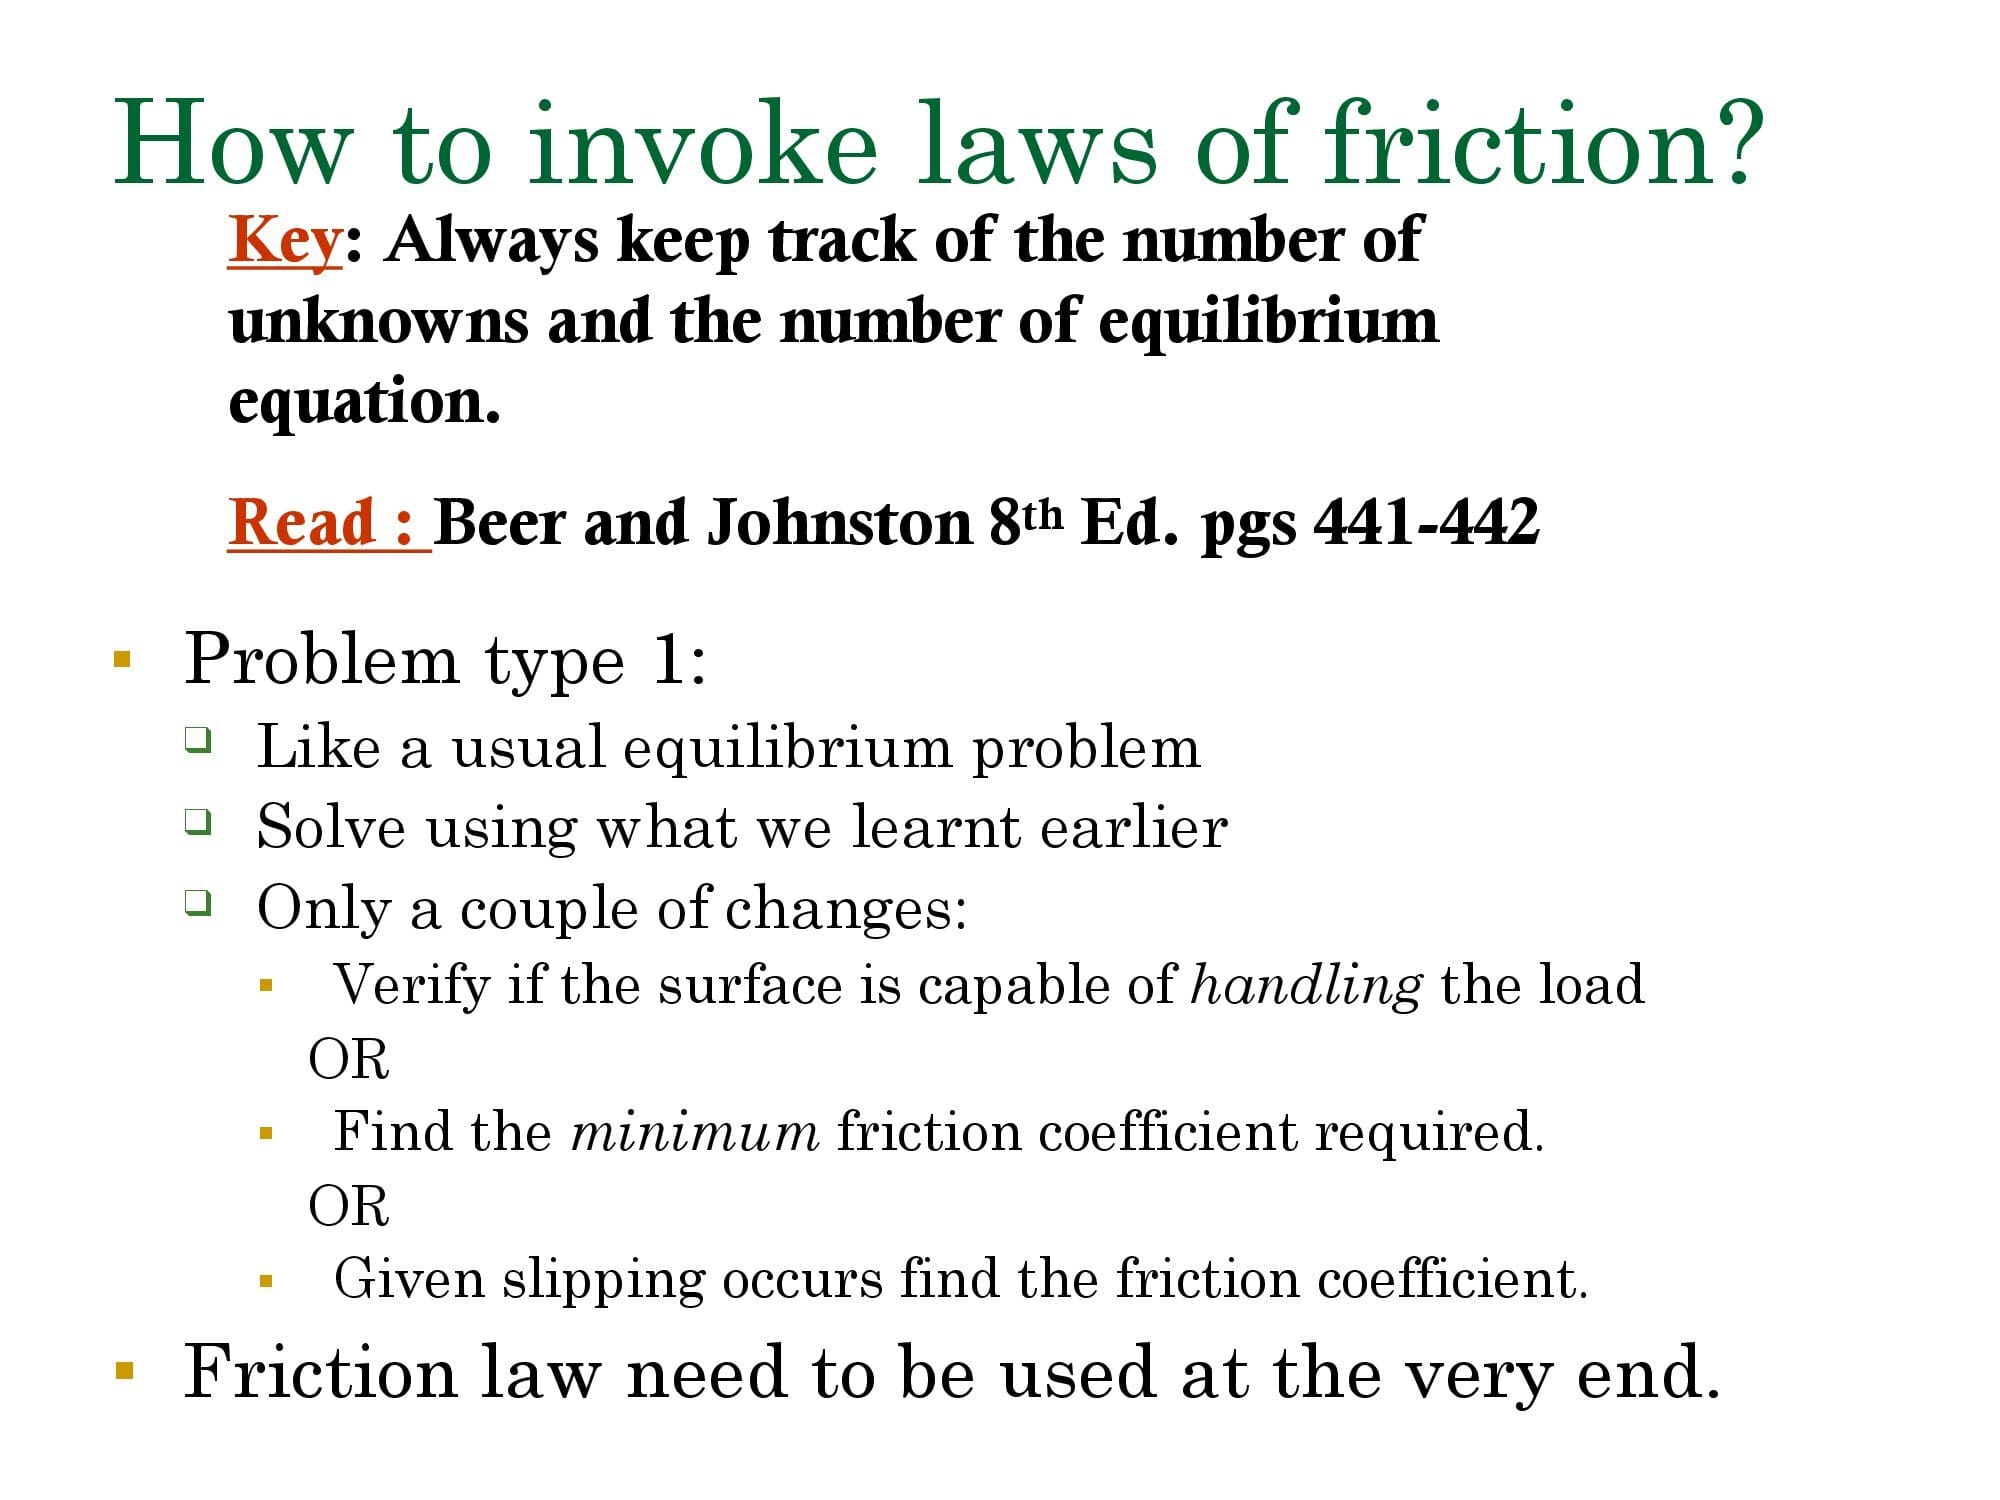 How to invoke laws of friction?
Key: Always keep track of the number of
unknowns and the number of equilibrium
equation.
Read : Beer and Johnston 8th Ed. pgs 441-442
Problem type 1:
Like a usual equilibrium problem
Solve using what we learnt earlier
Only a couple of changes:
Verify if the surface is capable of handling the load
OR
Find the minimum friction coefficient required.
OR
Given slipping occurs find the friction coefficient.
Friction law need to be used at the very end.